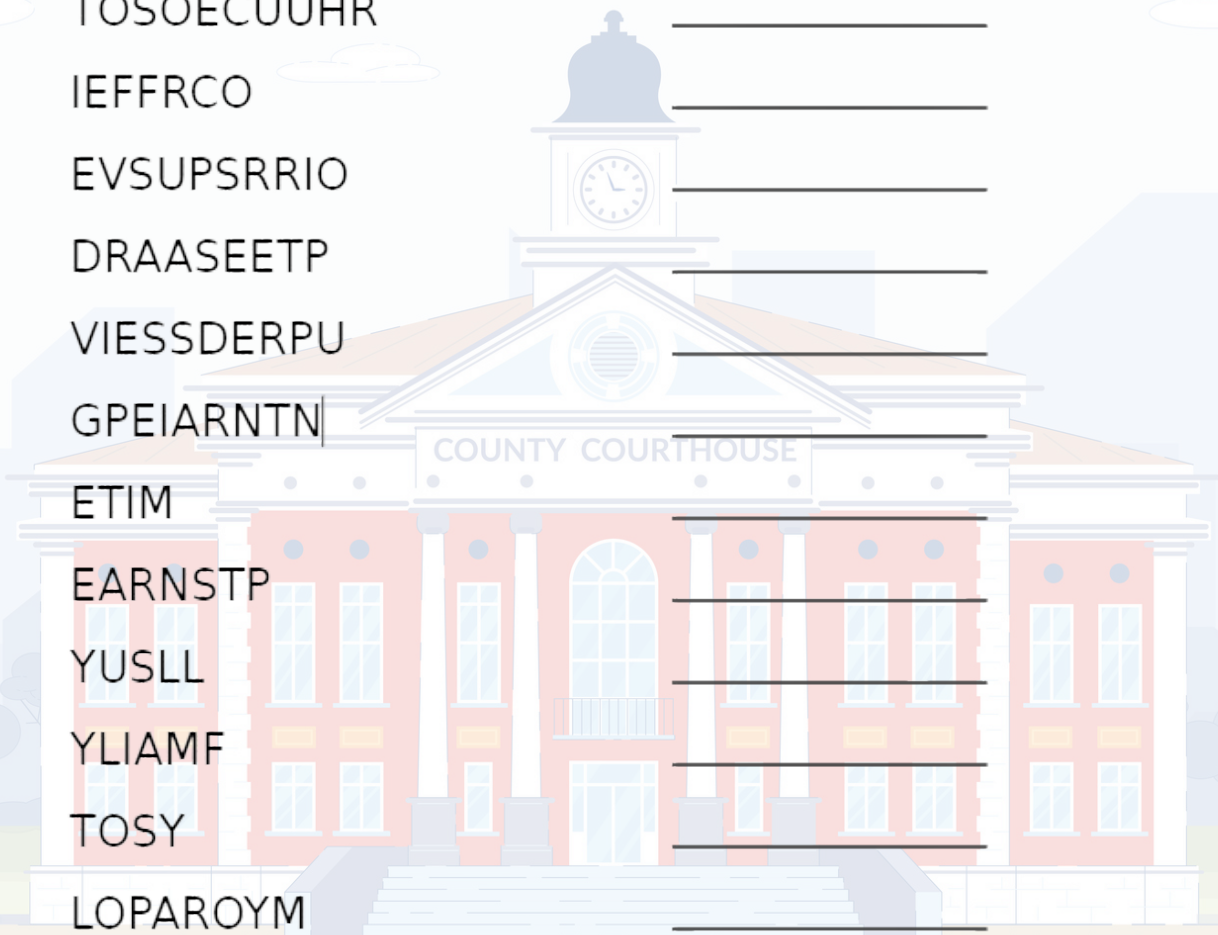 TOSOECUUHR
IEFFRCO
EVSUPSRRIO
DRAASEETP
VIESSDERPU
GPEIARNTN
COUNTY COURTHOUSE
ETIM
EARNSTP
YUSLL
YLIAMF
TOSY
LOPAROYM